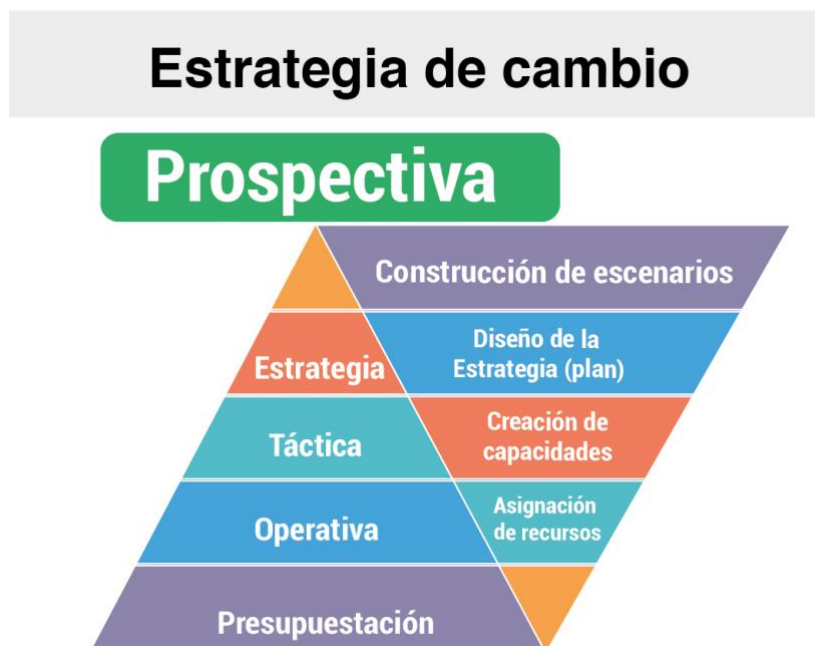 Estrategia de cambio
Prospectiva
Construcción de escenarios
Estrategia
Diseño de la
Estrategia (plan)
Táctica
Creación de
capacidades
Operativa
Asignación
de recursos
Presupuestación